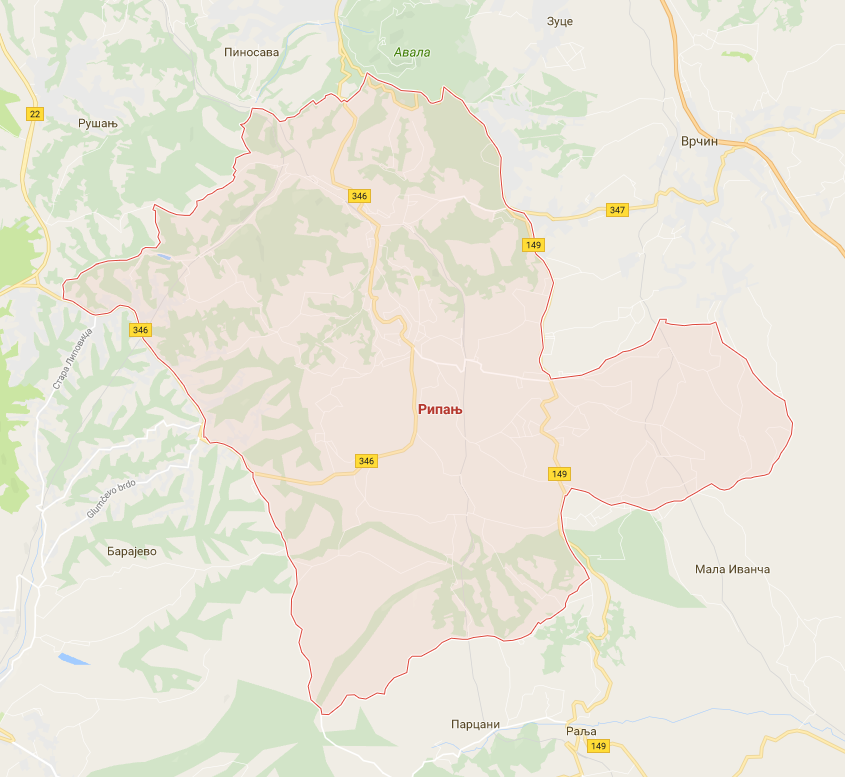 Зуце
Пиносава
Авала
22
Рушањ
Врчин
346
347
149
346
Стара Липовица
Рипањ
346
149
Glumčevo brdo
Барајево
Мала Иванча
Парцани
Раља
149